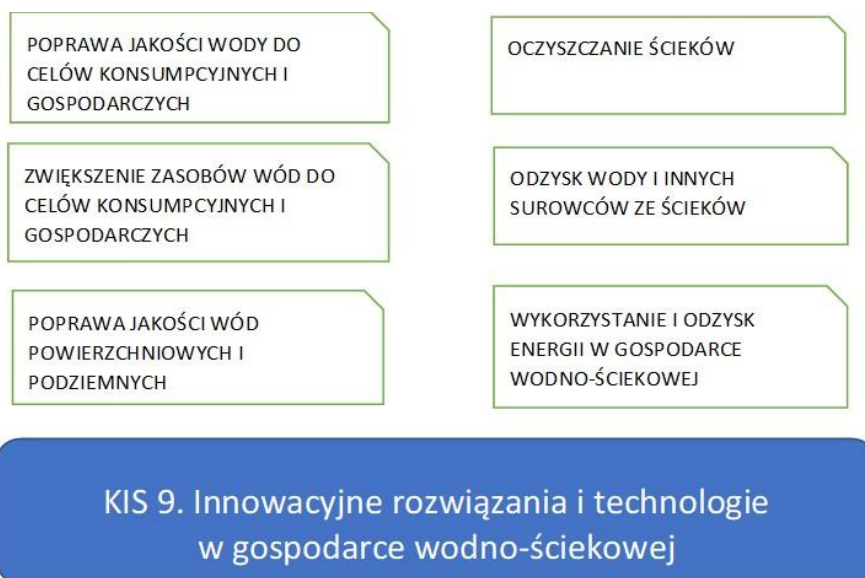 POPRAWA JAKOŚCI WODY DO
CELÓW KONSUMPCYJNYCH I
GOSPODARCZYCH
ZWIĘKSZENIE ZASOBÓW WÓD DO
CELÓW KONSUMPCYJNYCH I
GOSPODARCZYCH
POPRAWA JAKOŚCI WÓD
POWIERZCHNIOWYCH I
PODZIEMNYCH
OCZYSZCZANIE ŚCIEKÓW
ODZYSK WODY I INNYCH
SUROWCÓW ZE ŚCIEKÓW
WYKORZYSTANIE I ODZYSK
ENERGII W GOSPODARCE
WODNO-ŚCIEKOWEJ
KIS 9. Innowacyjne rozwiązania i technologie
w gospodarce wodno-ściekowej